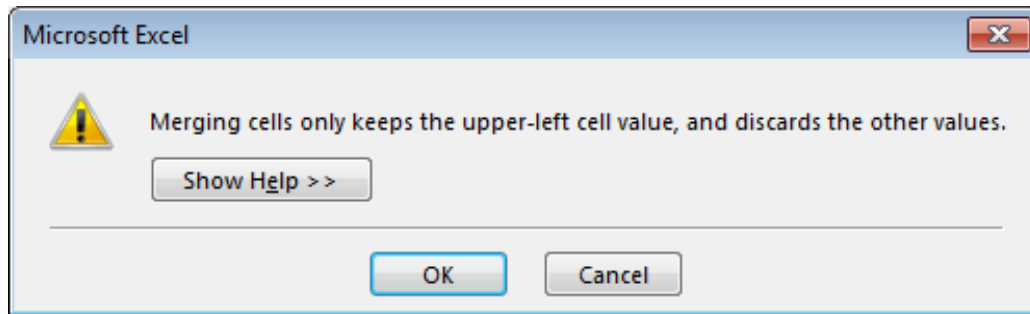 Microsoft Excel
Merging cells only keeps the upper-left cell value, and discards the other values.
Show Help >>
OK
Cancel